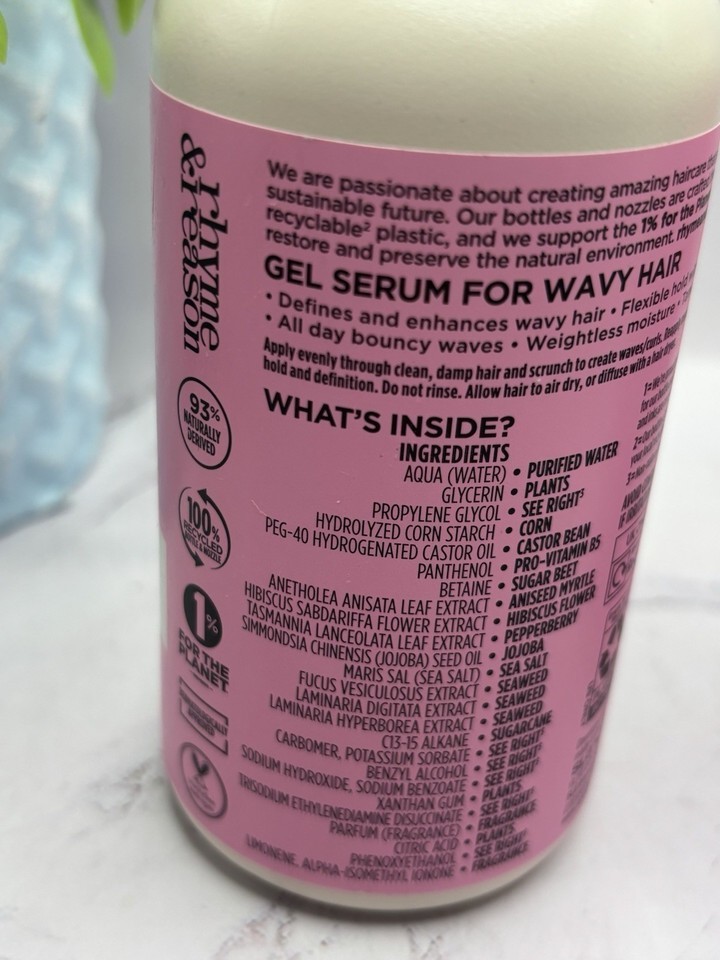 rhyme
&reason
We are passionate about creating amazing haircare
sustainable future. Our bottles and nozzles are crafted
recyclable² plastic, and we support the 1% for the Planet
restore and preserve the natural environment.
GEL SERUM FOR WAVY HAIR
• Defines and enhances wavy hair • Flexible hold
• All day bouncy waves • Weightless moisture •
Apply evenly through clean, damp hair and scrunch to create waves/curls.
hold and definition. Do not rinse. Allow hair to air dry, or diffuse with a hair dryer.
93%
NATURALLY
DERIVED
100%
RECYCLED
BOTTLE & NOZZLE
1%
FOR THE
PLANET
WHAT'S INSIDE?
INGREDIENTS
AQUA (WATER) • PURIFIED WATER
GLYCERIN • PLANTS
PROPYLENE GLYCOL • SEE RIGHT³
HYDROLYZED CORN STARCH • CORN
PEG-40 HYDROGENATED CASTOR OIL • CASTOR BEAN
PANTHENOL • PRO-VITAMIN B5
BETAINE • SUGAR BEET
ANETHOLEA ANISATA LEAF EXTRACT • ANISEED MYRTLE
HIBISCUS SABDARIFFA FLOWER EXTRACT • HIBISCUS FLOWER
TASMANNIA LANCEOLATA LEAF EXTRACT • PEPPERBERRY
SIMMONDSIA CHINENSIS (JOJOBA) SEED OIL • JOJOBA
MARIS SAL (SEA SALT) • SEA SALT
FUCUS VESICULOSUS EXTRACT • SEAWEED
LAMINARIA DIGITATA EXTRACT • SEAWEED
LAMINARIA HYPERBOREA EXTRACT • SEAWEED
C13-15 ALKANE • SUGARCANE
CARBOMER, POTASSIUM SORBATE • SEE RIGHT³
BENZYL ALCOHOL • SEE RIGHT³
SODIUM HYDROXIDE, SODIUM BENZOATE • SEE RIGHT³
XANTHAN GUM • PLANTS
TRISODIUM ETHYLENEDIAMINE DISUCCINATE • SEE RIGHT³
PARFUM (FRAGRANCE) • FRAGRANCE
CITRIC ACID • PLANTS
PHENOXYETHANOL • SEE RIGHT³
LIMONENE, ALPHA-ISOMETHYL IONONE • FRAGRANCE